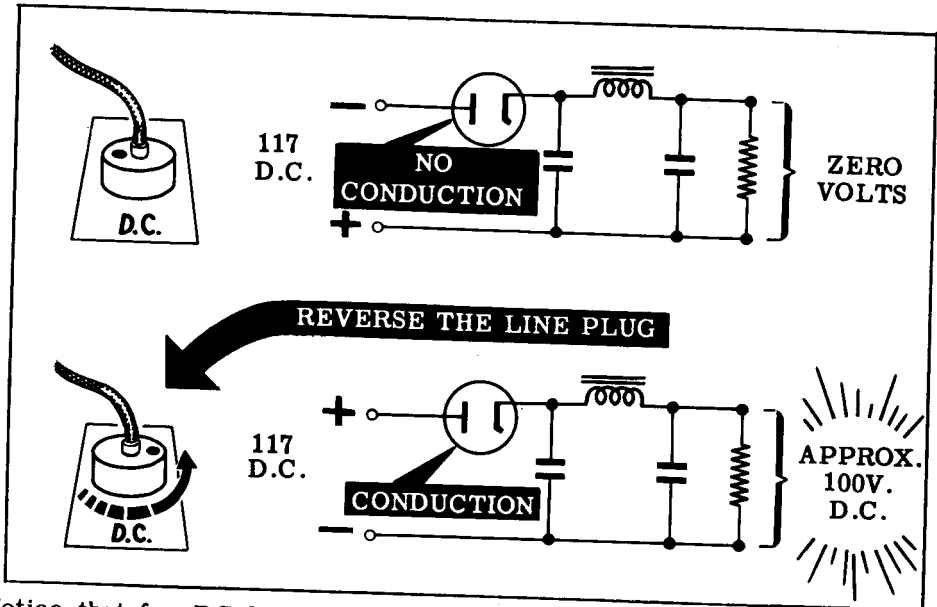 117
D.C.
NO
CONDUCTION
ZERO
VOLTS
D.C.
REVERSE THE LINE PLUG
117
D.C.
CONDUCTION
APPROX.
100V.
D.C.
D.C.